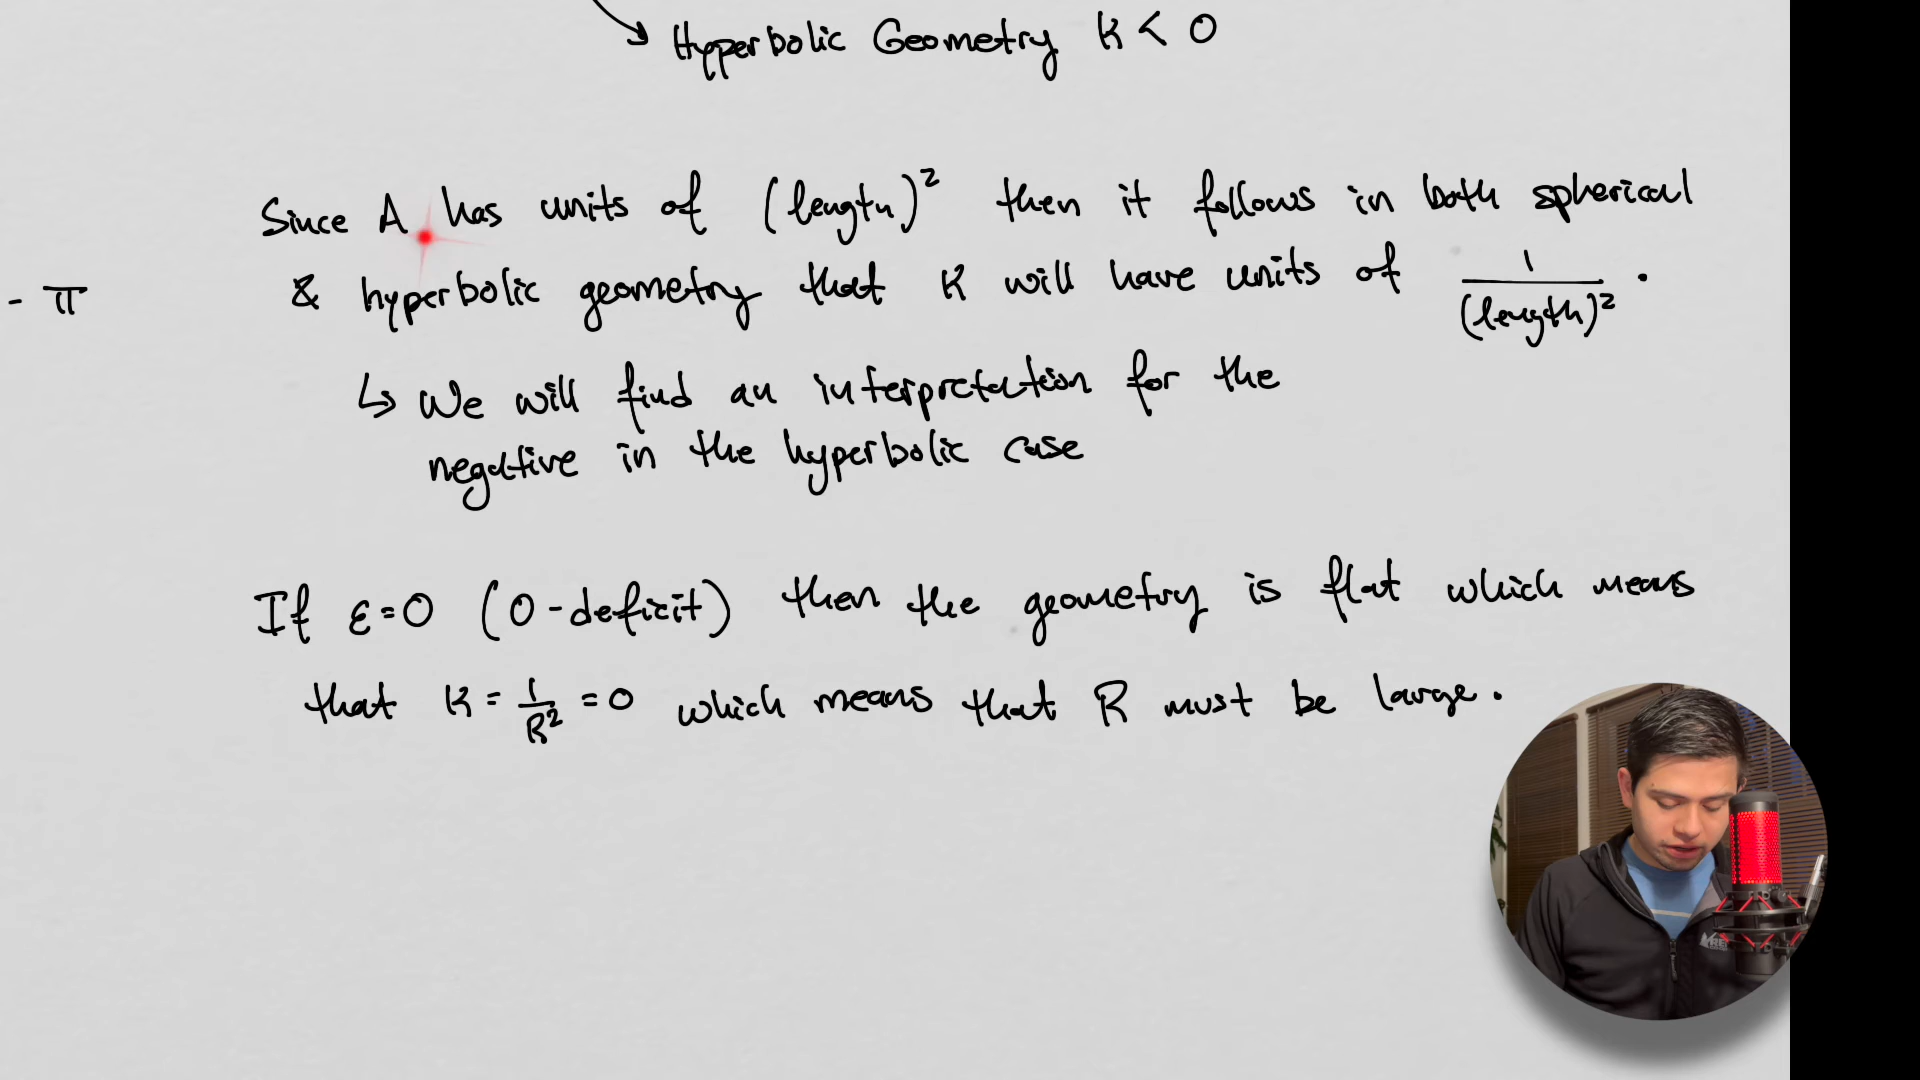 Hyperbolic Geometry K < 0
Since A has units of (length)² then it follows in both spherical
- π
& hyperbolic geometry that K will have units of 1/(length)².
↳ We will find an interpretation for the
negative in the hyperbolic case
If ε=0 (0-deficit) then the geometry is flat which means
that K = 1/R² = 0 which means that R must be large.